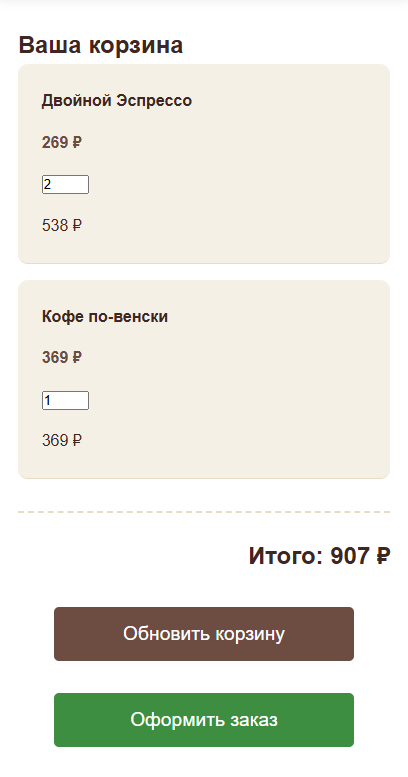 Ваша корзина
Двойной Эспрессо
269 ₽
2
538 ₽
Кофе по-венски
369 ₽
1
369 ₽
Итого: 907 ₽
Обновить корзину
Оформить заказ